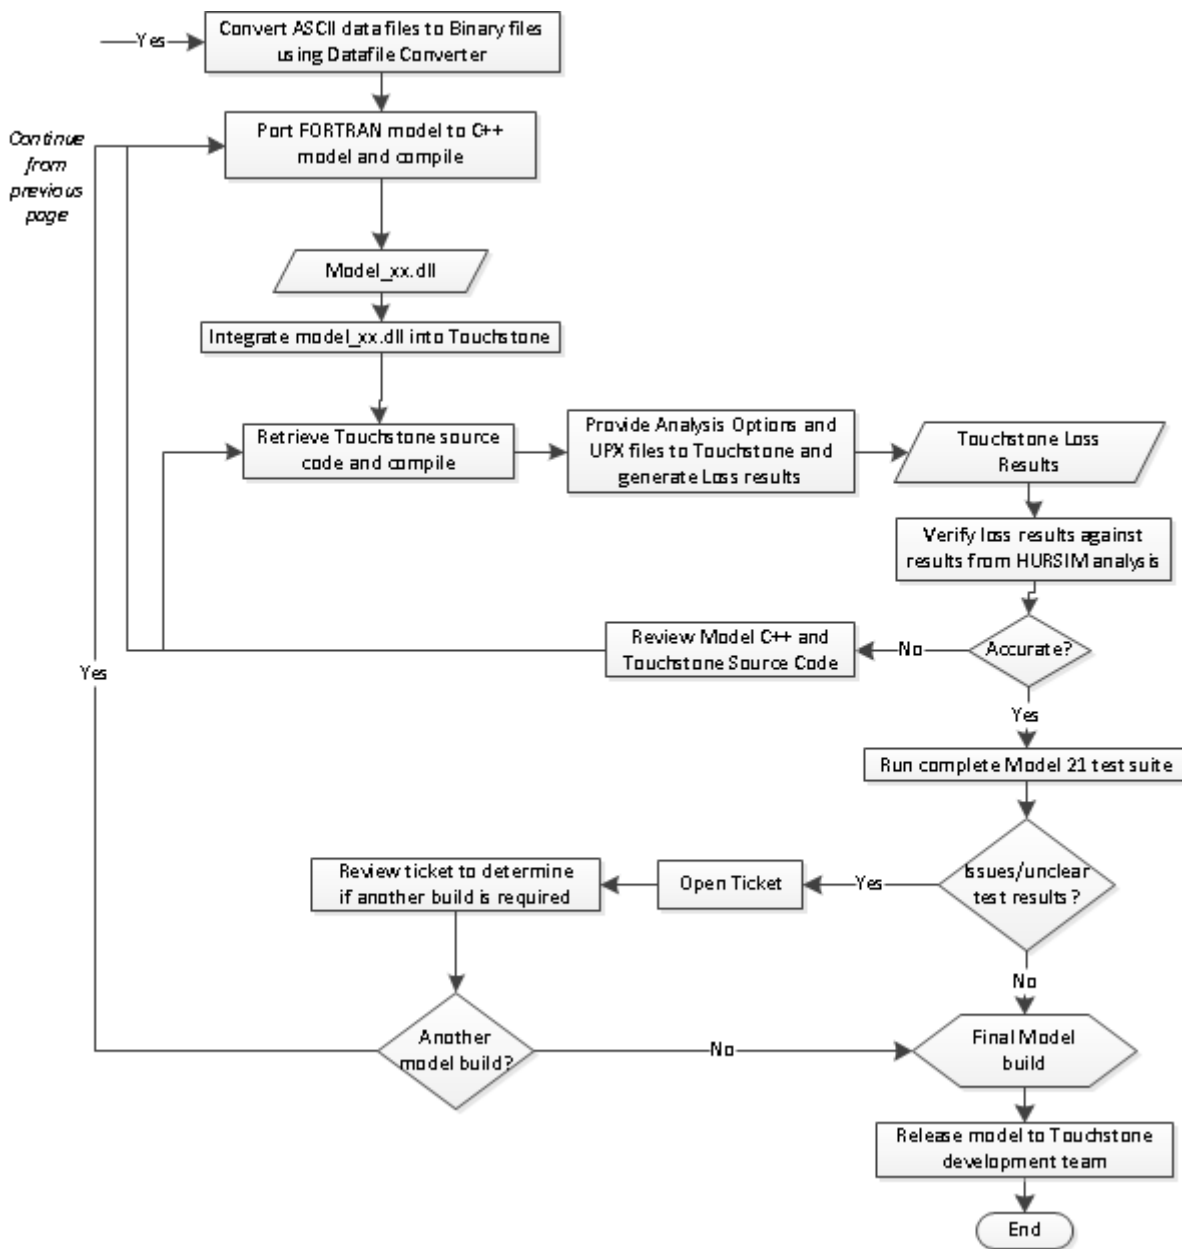 Convert ASCII data files to Binary files
using Datafile Converter
Yes
Continue
from
previous
page
Port FORTRAN model to C++
model and compile
Model_xx.dll
Integrate model_xx.dll into Touchstone
Retrieve Touchstone source
code and compile
Provide Analysis Options and
UPX files to Touchstone and
generate Loss results
Touchstone Loss
Results
Verify loss results against
results from HURSIM analysis
Accurate?
No
Review Model C++ and
Touchstone Source Code
Yes
Yes
Run complete Model 21 test suite
Issues/unclear
test results?
Yes
Open Ticket
Review ticket to determine
if another build is required
No
Another
model build?
No
Final Model
build
Release model to Touchstone
development team
End